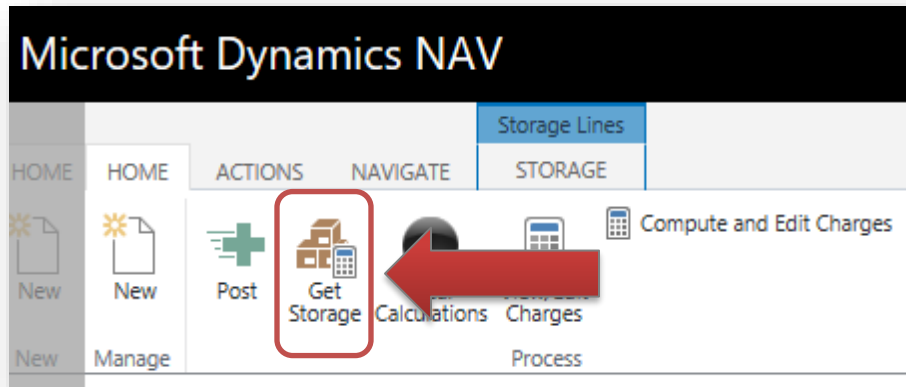 Microsoft Dynamics NAV
Storage Lines
HOME HOME ACTIONS NAVIGATE STORAGE
Compute and Edit Charges
New New Post Get
Storage Calculations Charges
New Manage Process